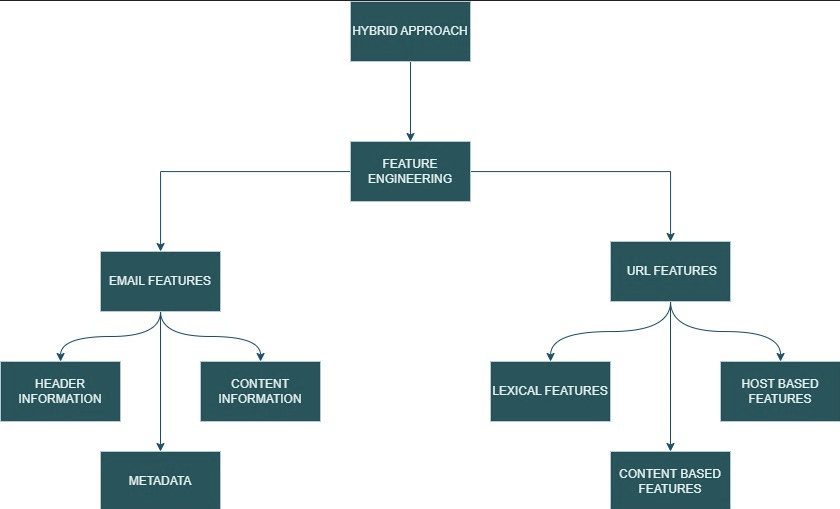 HYBRID APPROACH
FEATURE
ENGINEERING
EMAIL FEATURES
URL FEATURES
HEADER
INFORMATION
CONTENT
INFORMATION
LEXICAL FEATURES
HOST BASED
FEATURES
METADATA
CONTENT BASED
FEATURES